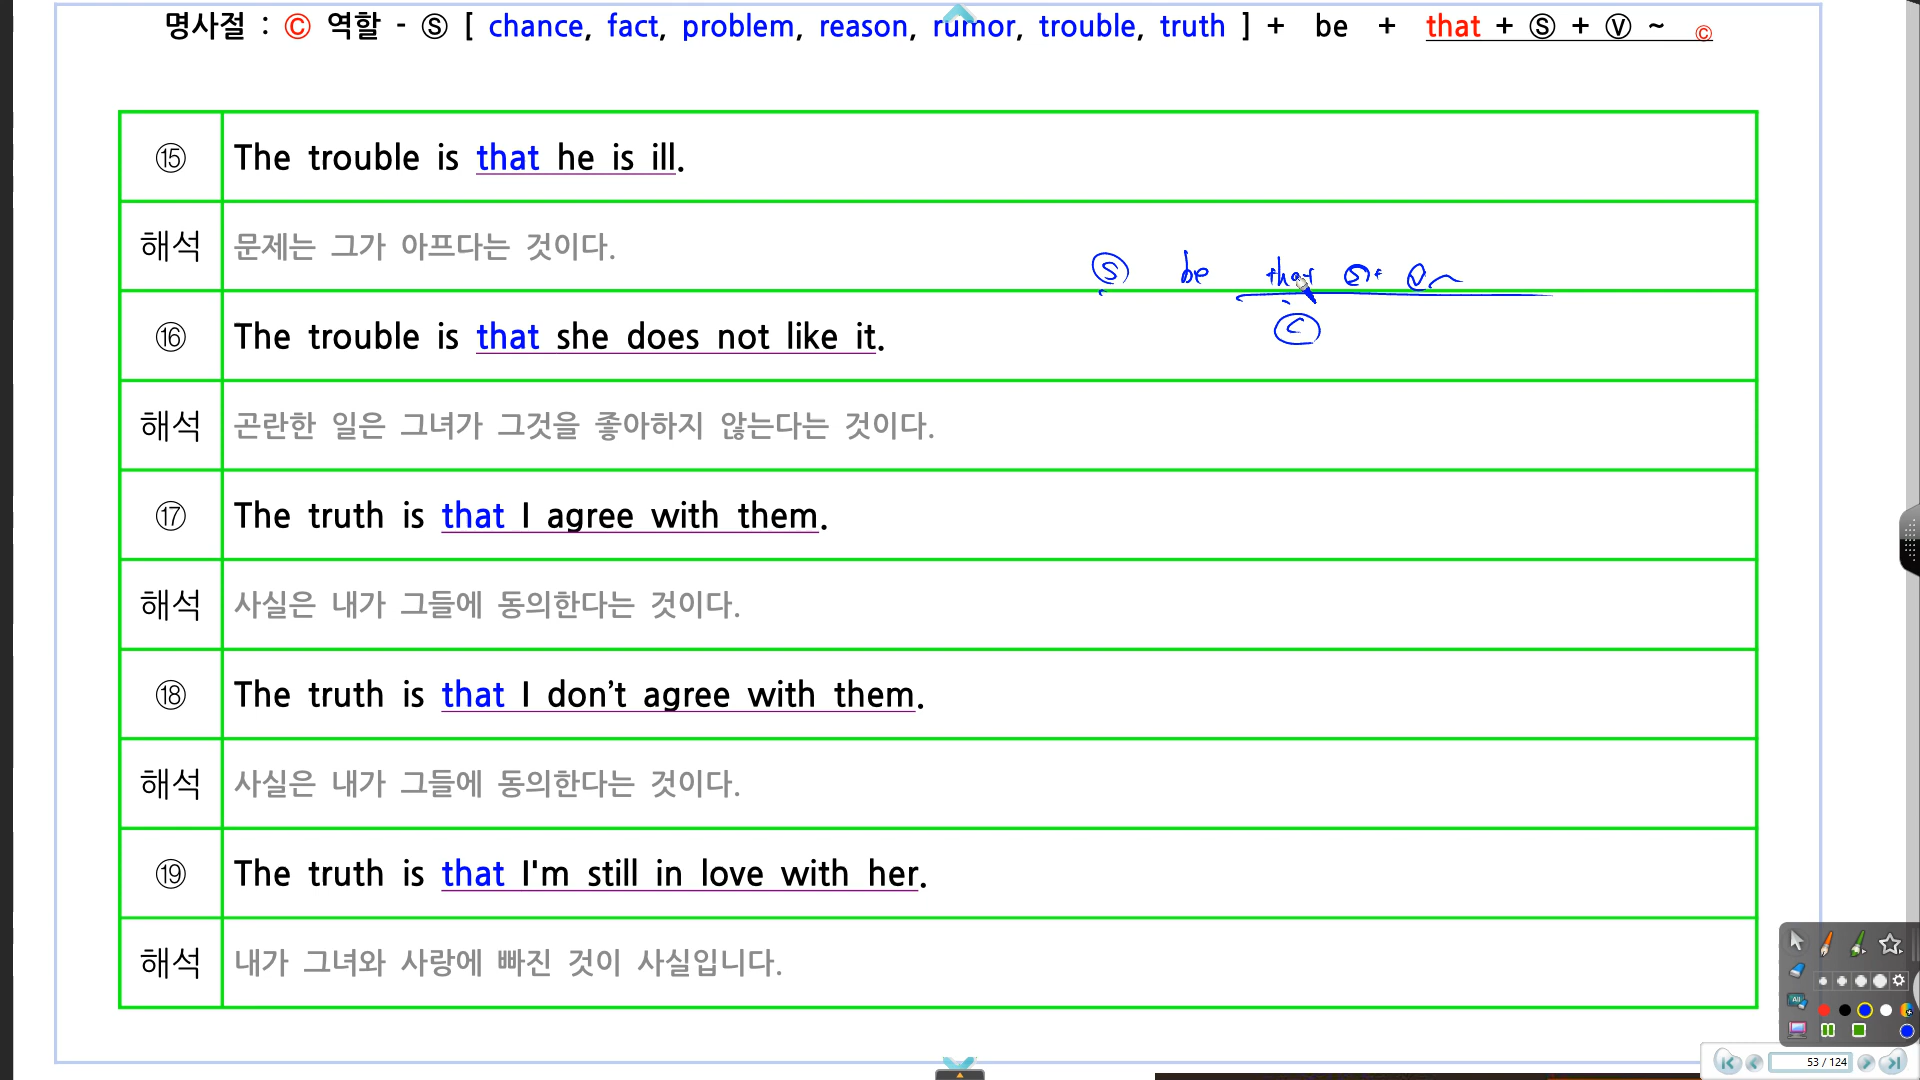 명사절 : ⓒ 역할 - Ⓢ [ chance, fact, problem, reason, rumor, trouble, truth ] + be + that + Ⓢ + Ⓥ ~ ⓒ
⑮ The trouble is that he is ill.
해석 문제는 그가 아프다는 것이다.
Ⓢ be that Ⓢ+ Ⓥ~
Ⓒ
⑯ The trouble is that she does not like it.
해석 곤란한 일은 그녀가 그것을 좋아하지 않는다는 것이다.
⑰ The truth is that I agree with them.
해석 사실은 내가 그들에 동의한다는 것이다.
⑱ The truth is that I don’t agree with them.
해석 사실은 내가 그들에 동의한다는 것이다.
⑲ The truth is that I'm still in love with her.
해석 내가 그녀와 사랑에 빠진 것이 사실입니다.
53 / 124